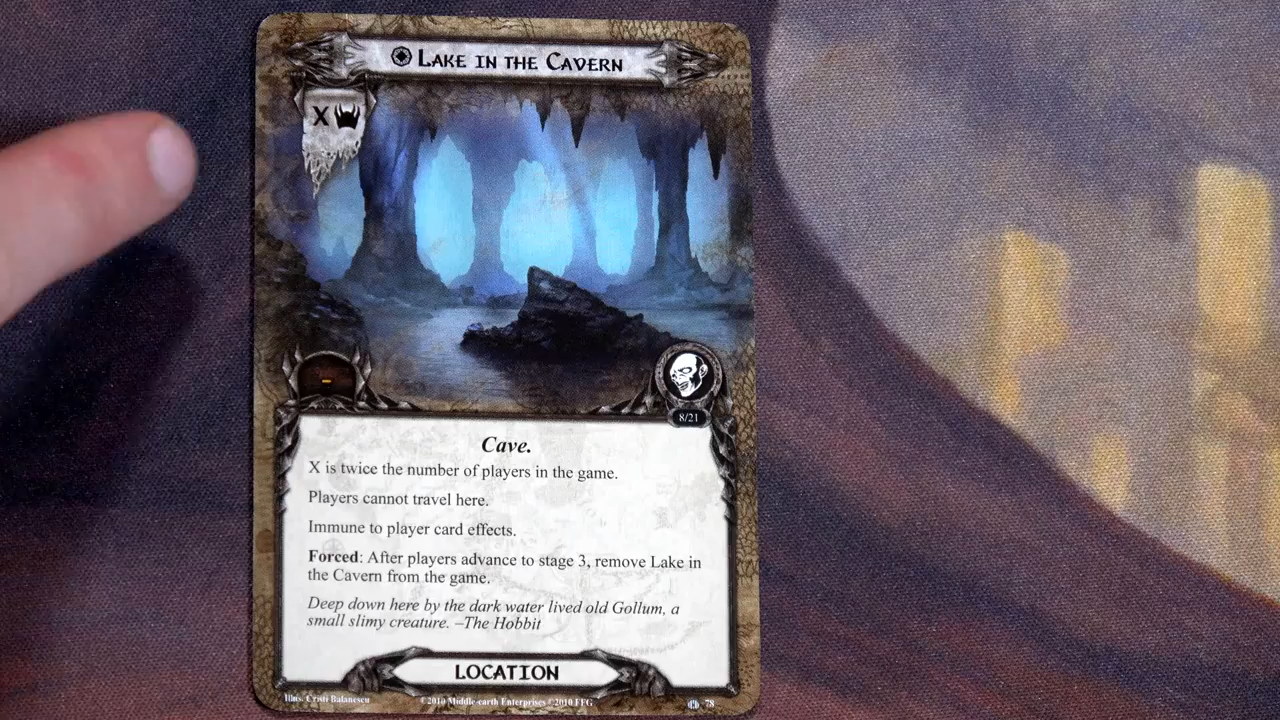 LAKE IN THE CAVERN
X
8/21
Cave.
X is twice the number of players in the game.
Players cannot travel here.
Immune to player card effects.
Forced: After players advance to stage 3, remove Lake in
the Cavern from the game.
Deep down here by the dark water lived old Gollum, a
small slimy creature. –The Hobbit
LOCATION
Illus. Cristi Balanescu
©2010 Middle-earth Enterprises ©2010 FFG
78